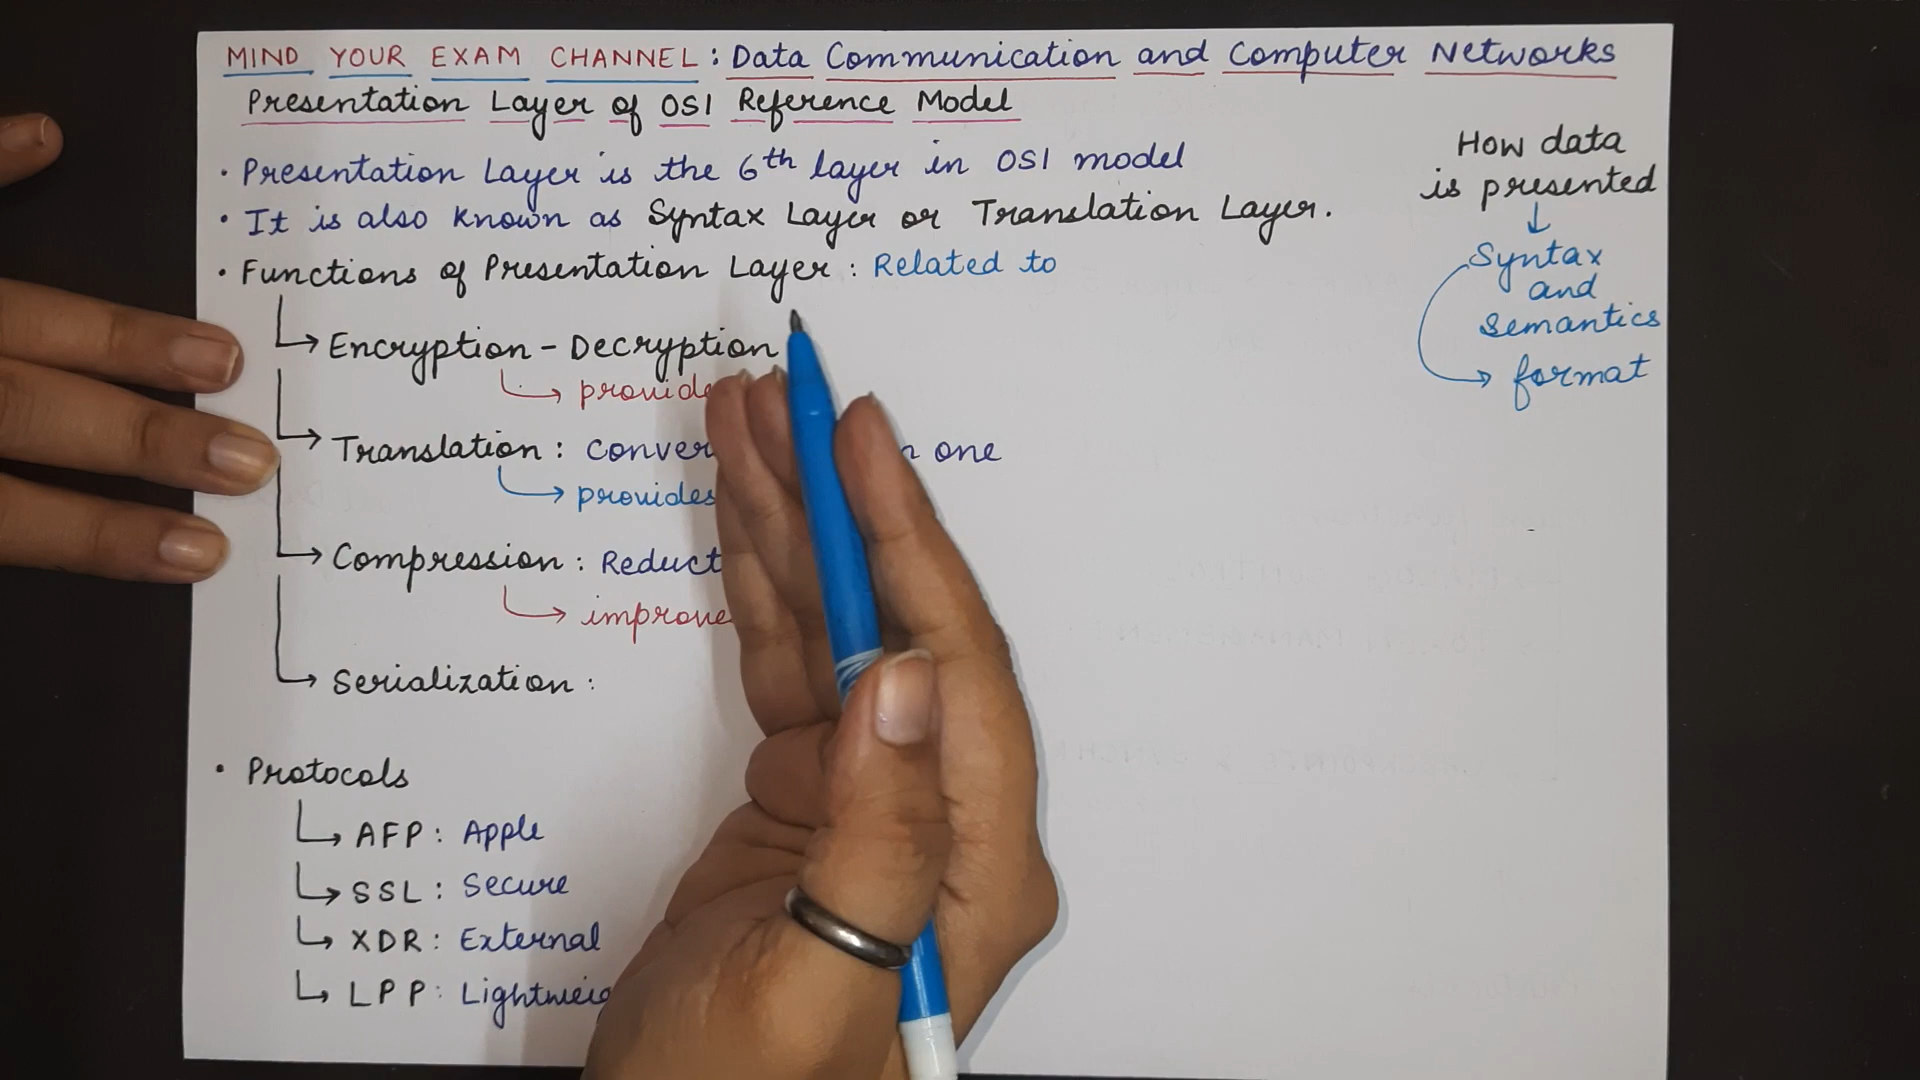 MIND YOUR EXAM CHANNEL : Data Communication and Computer Networks
Presentation Layer of OSI Reference Model
• Presentation Layer is the 6th layer in OSI model
• It is also known as Syntax Layer or Translation Layer.
• Functions of Presentation Layer : Related to
Encryption - Decryption
Translation : one
provides
Compression :
Serialization :
• Protocols
AFP : Apple
SSL : Secure
XDR : External
LPP :
How data
is presented
Syntax
and
semantics
format